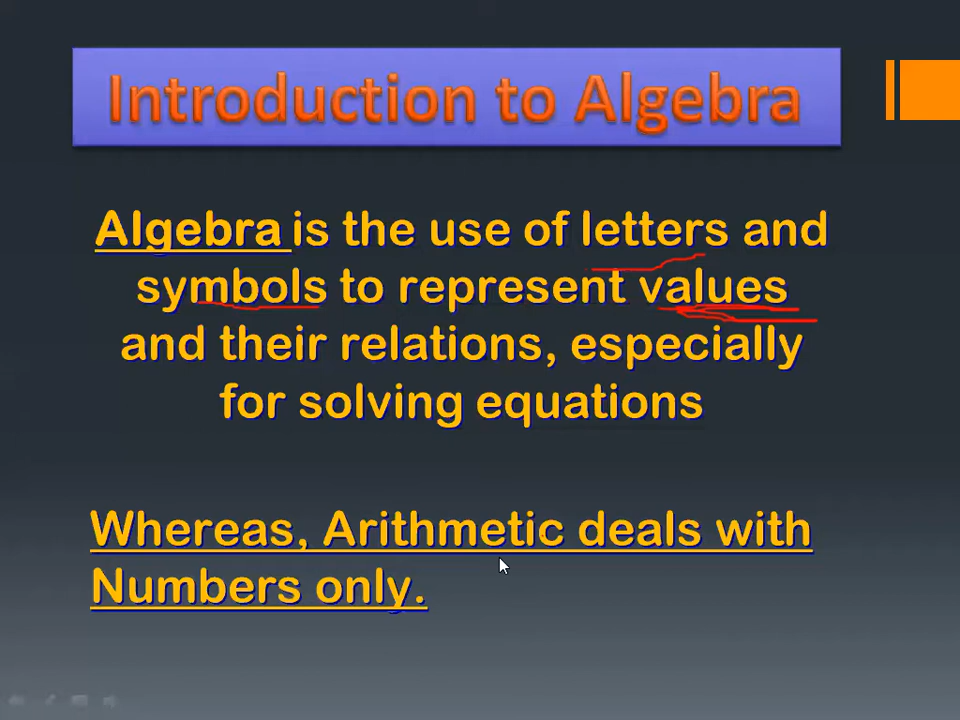 Introduction to Algebra
Algebra is the use of letters and
symbols to represent values
and their relations, especially
for solving equations
Whereas, Arithmetic deals with
Numbers only.